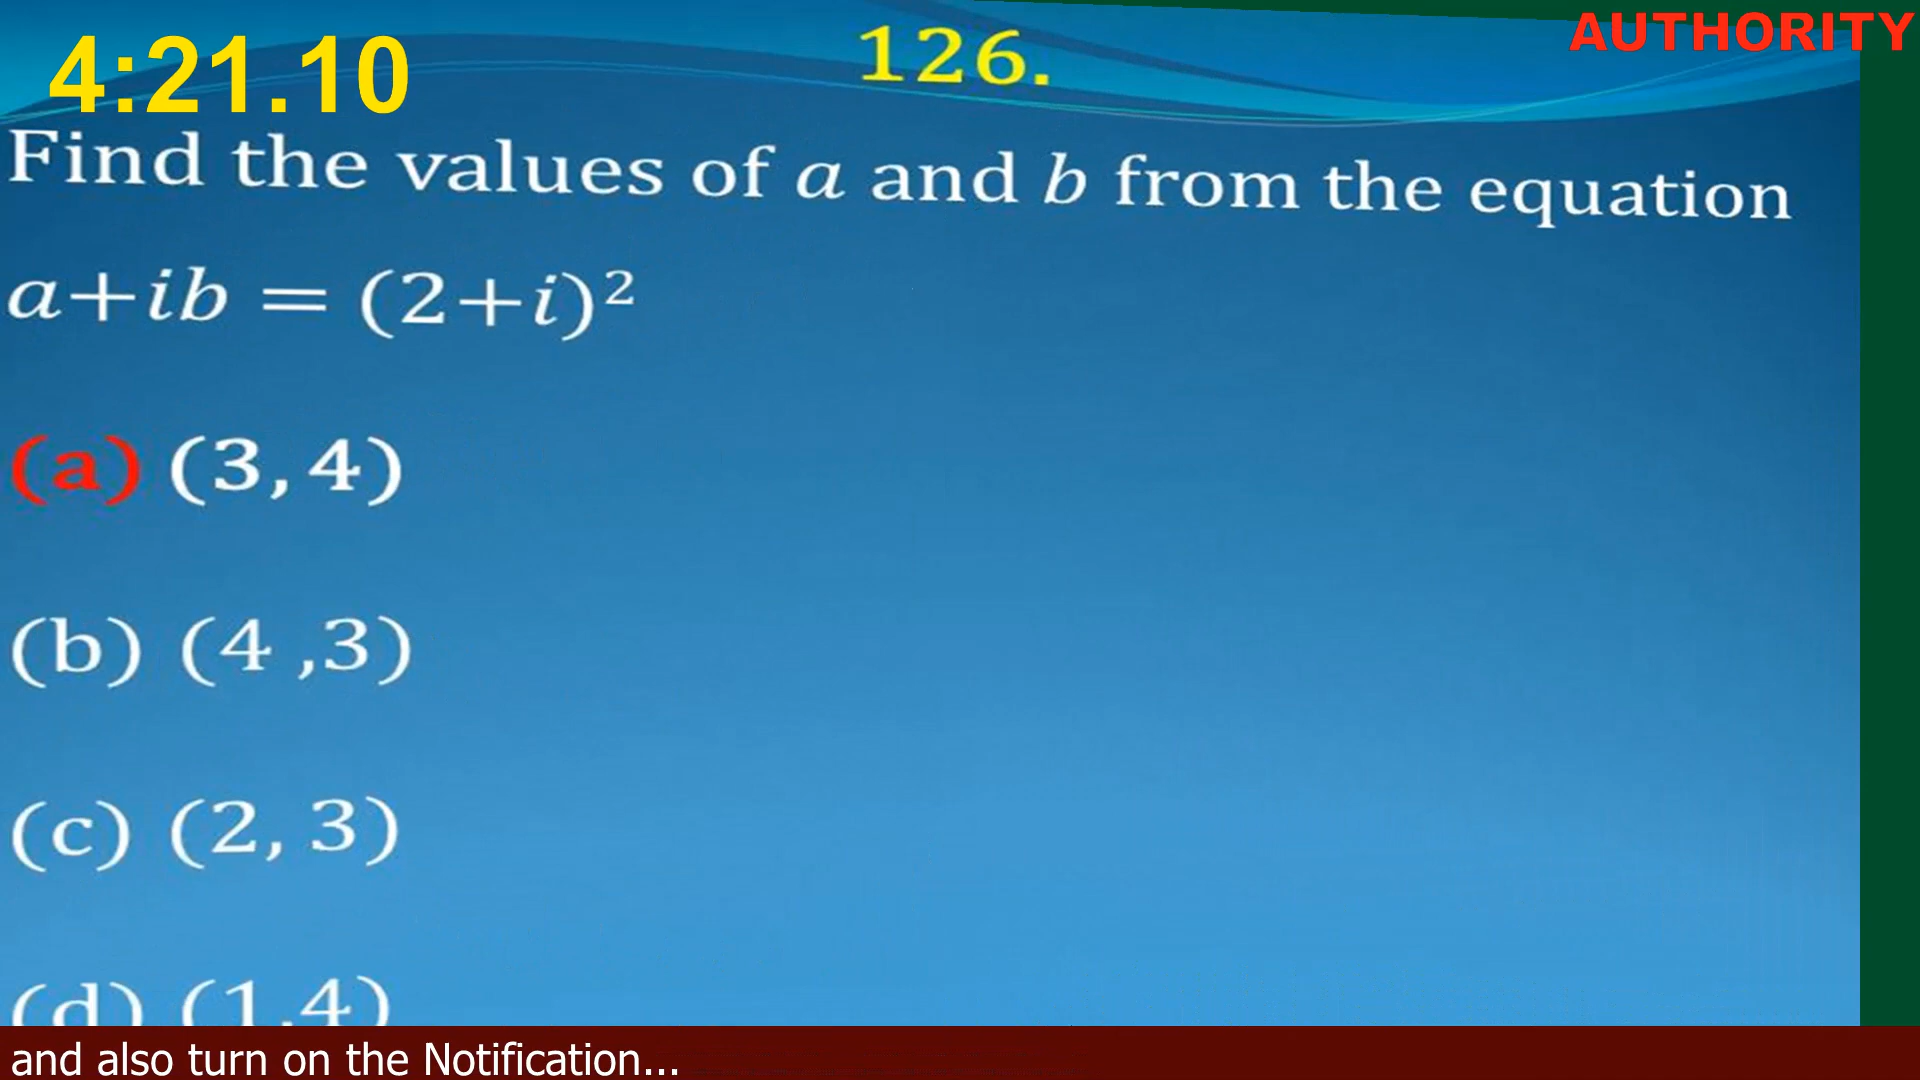 4:21.10
126.
AUTHORITY
Find the values of a and b from the equation
a+ib = (2+i)²
(a) (3, 4)
(b) (4 ,3)
(c) (2, 3)
(d) (1,4)
and also turn on the Notification...